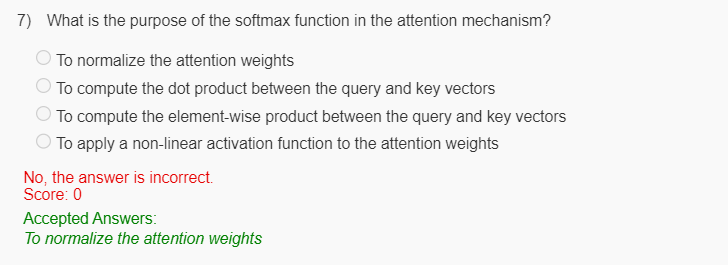 7) What is the purpose of the softmax function in the attention mechanism?
To normalize the attention weights
To compute the dot product between the query and key vectors
To compute the element-wise product between the query and key vectors
To apply a non-linear activation function to the attention weights
No, the answer is incorrect.
Score: 0
Accepted Answers:
To normalize the attention weights